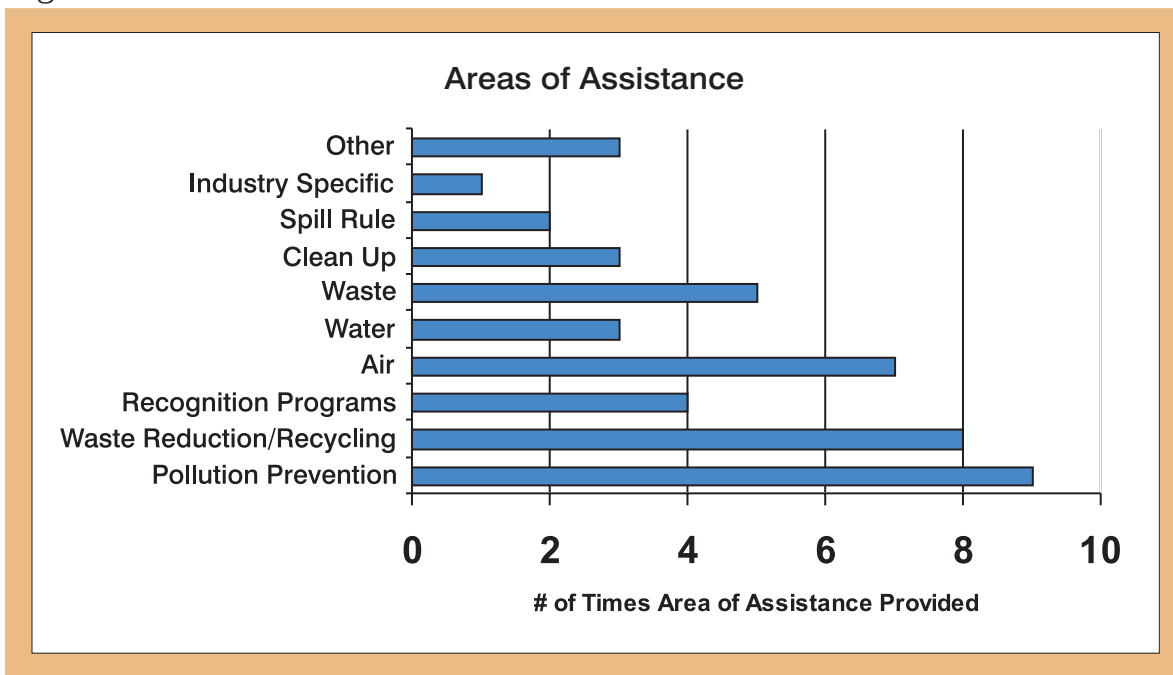 Areas of Assistance
Other
Industry Specific
Spill Rule
Clean Up
Waste
Water
Air
Recognition Programs
Waste Reduction/Recycling
Pollution Prevention
0 2 4 6 8 10
# of Times Area of Assistance Provided